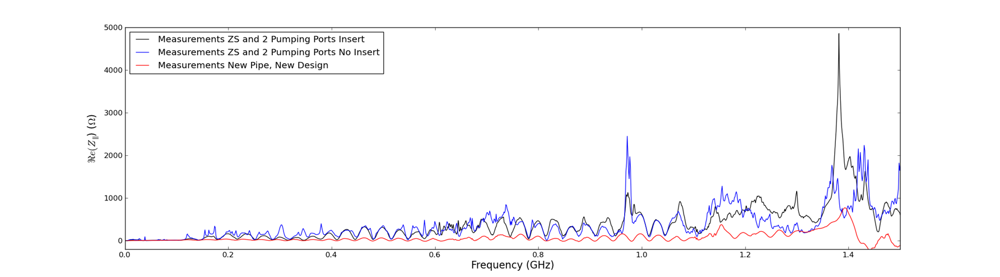 5000
Measurements ZS and 2 Pumping Ports Insert
Measurements ZS and 2 Pumping Ports No Insert
Measurements New Pipe, New Design
4000
3000
2000
1000
0
ℜe(Z∥) (Ω)
0.0 0.2 0.4 0.6 0.8 1.0 1.2 1.4
Frequency (GHz)